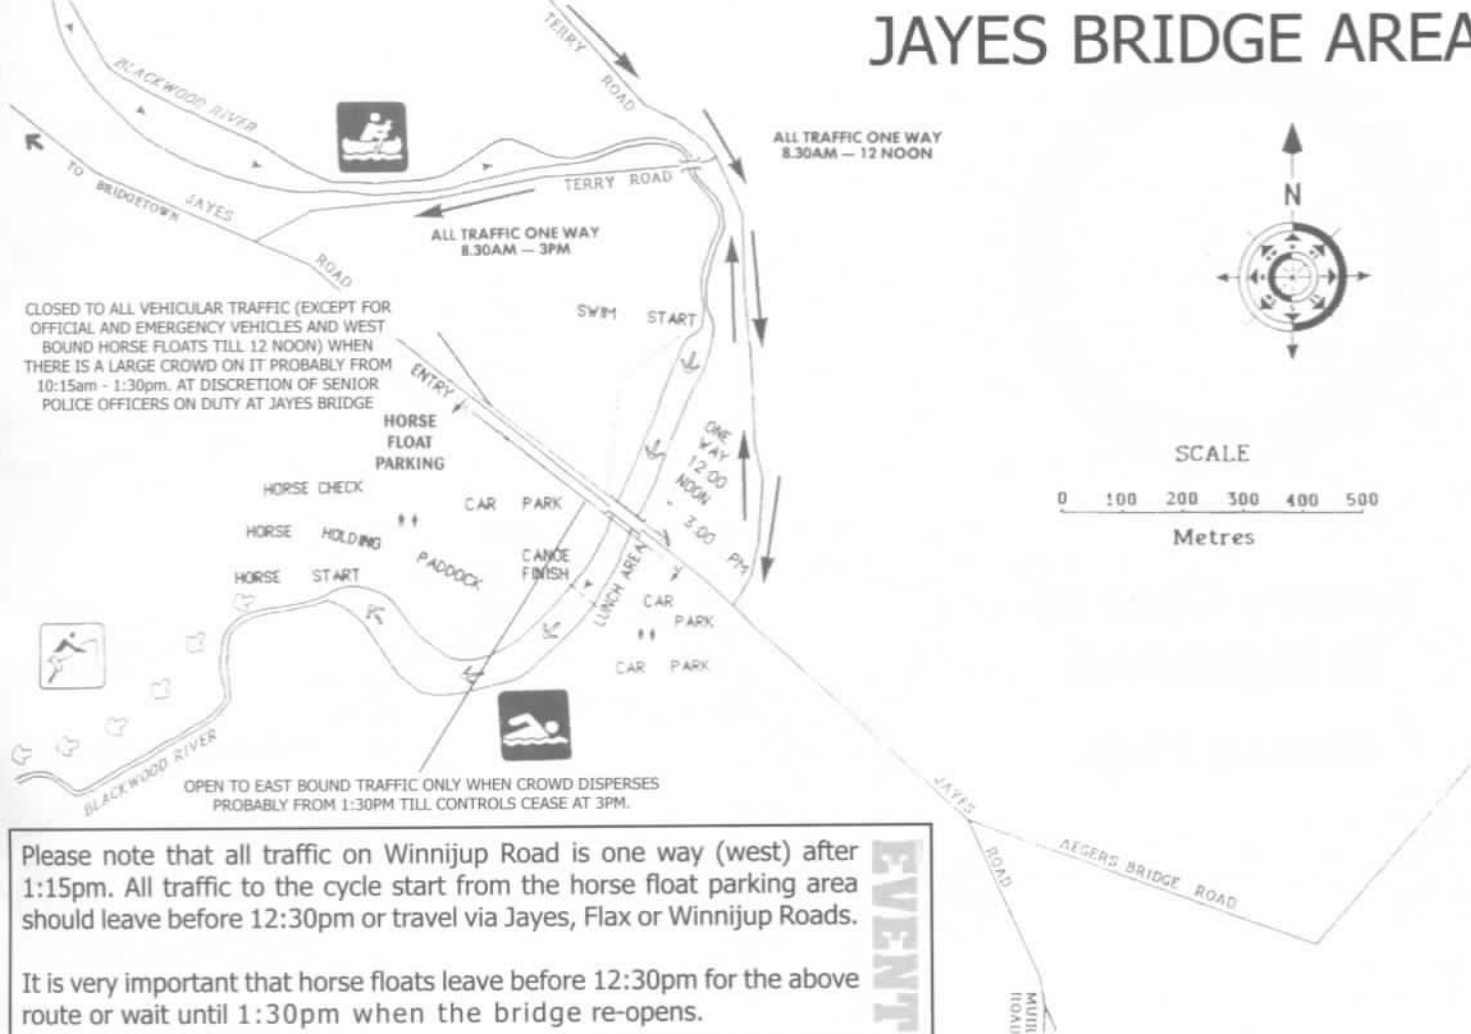 JAYES BRIDGE AREA
TERRY
ROAD
BLACKWOOD RIVER
ALL TRAFFIC ONE WAY
8.30AM — 12 NOON
TO BRIDGETOWN
JAYES
ROAD
TERRY ROAD
ALL TRAFFIC ONE WAY
8.30AM — 3PM
N
CLOSED TO ALL VEHICULAR TRAFFIC (EXCEPT FOR
OFFICIAL AND EMERGENCY VEHICLES AND WEST
BOUND HORSE FLOATS TILL 12 NOON) WHEN
THERE IS A LARGE CROWD ON IT PROBABLY FROM
10:15am - 1:30pm. AT DISCRETION OF SENIOR
POLICE OFFICERS ON DUTY AT JAYES BRIDGE
SWIM START
ENTRY
HORSE
FLOAT
PARKING
ONE
WAY
12.00
NOON
- 3.00 PM
SCALE
0 100 200 300 400 500
Metres
HORSE CHECK
CAR PARK
HORSE HOLDING PADDOCK
HORSE START
CANOE
FINISH
LUNCH AREA
CAR PARK
CAR PARK
BLACKWOOD RIVER
OPEN TO EAST BOUND TRAFFIC ONLY WHEN CROWD DISPERSES
PROBABLY FROM 1:30PM TILL CONTROLS CEASE AT 3PM.
JAYES
ROAD
AEGERS BRIDGE ROAD
MUIR
ROAD
Please note that all traffic on Winnijup Road is one way (west) after
1:15pm. All traffic to the cycle start from the horse float parking area
should leave before 12:30pm or travel via Jayes, Flax or Winnijup Roads.
It is very important that horse floats leave before 12:30pm for the above
route or wait until 1:30pm when the bridge re-opens.
EVENT